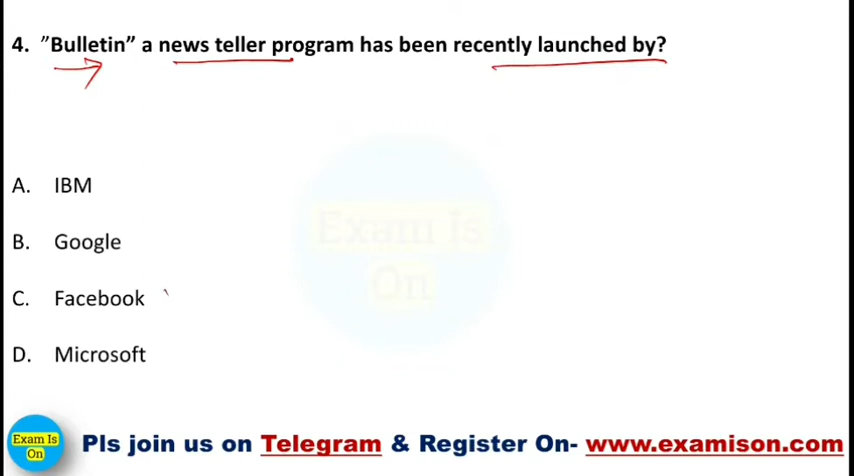 4. ”Bulletin” a news teller program has been recently launched by?
A. IBM
Exam Is
B. Google
On
C. Facebook
D. Microsoft
Exam Is
On
Pls join us on Telegram & Register On- www.examison.com